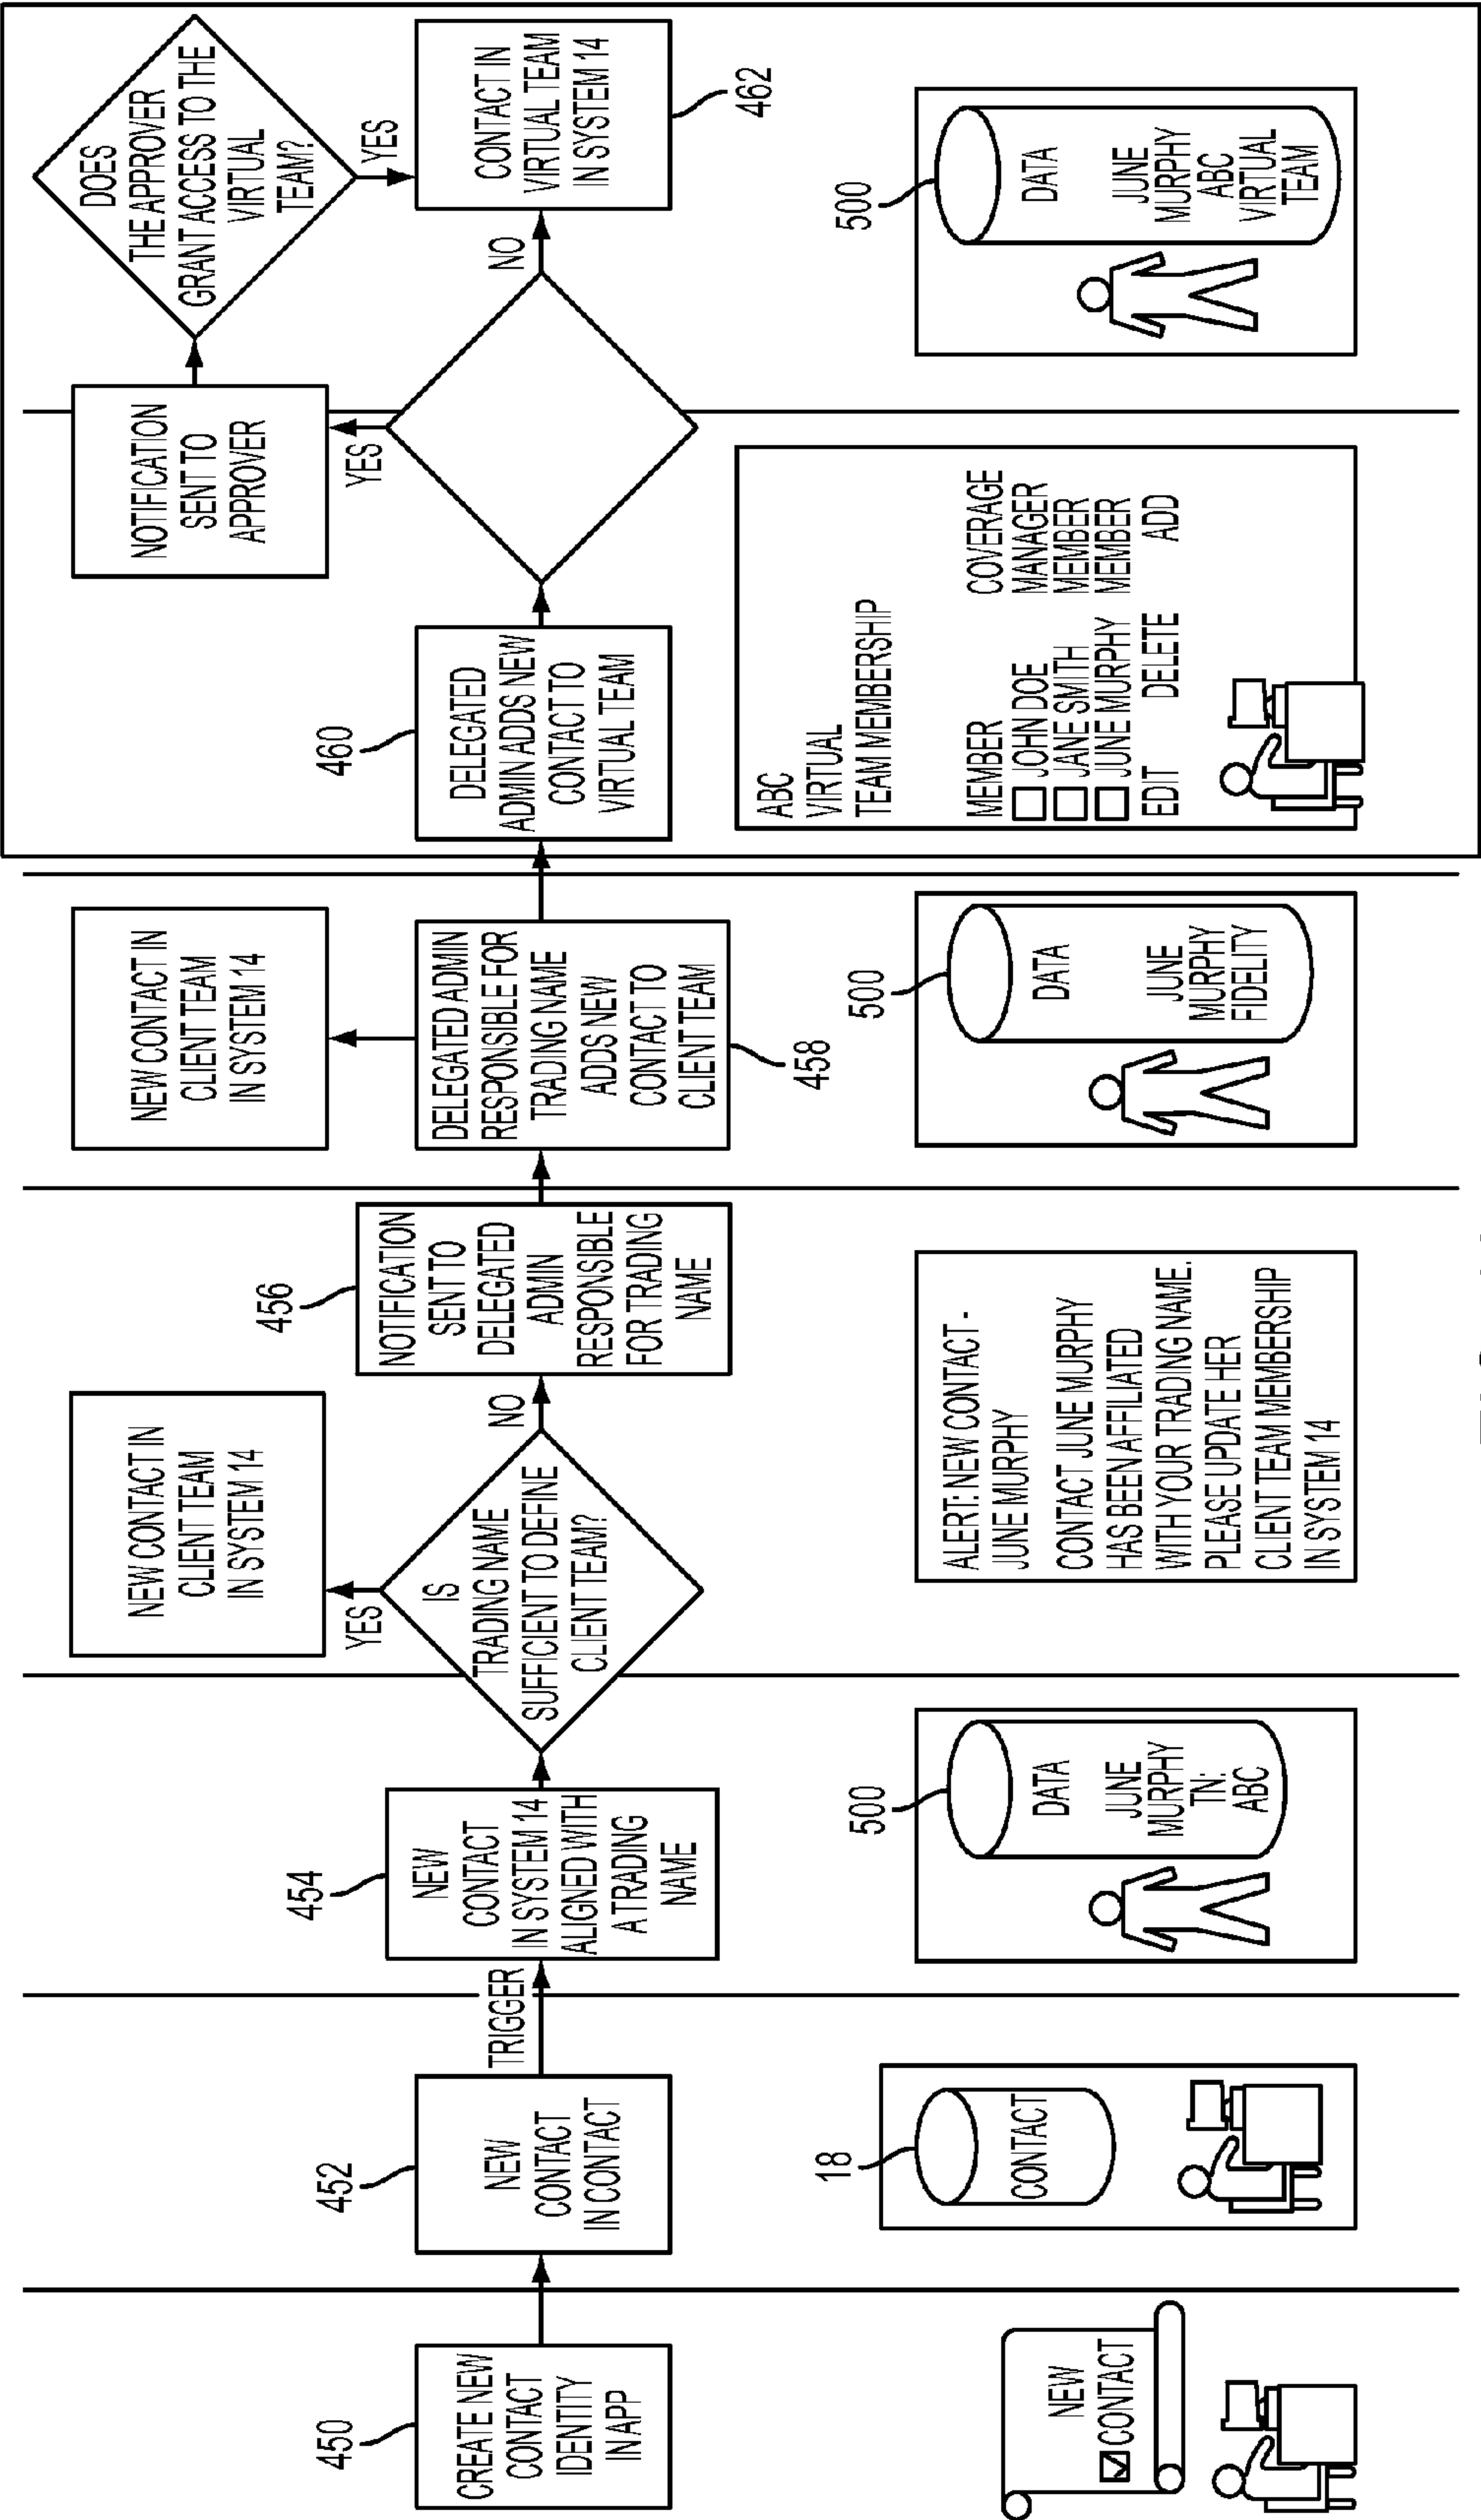 450
CREATE NEW
CONTACT
IDENTITY
IN APP
NEW
CONTACT
452
NEW
CONTACT
IN CONTACT
TRIGGER
18
CONTACT
454
NEW
CONTACT
IN SYSTEM 14
ALIGNED WITH
A TRADING
NAME
500
DATA
JUNE
MURPHY
TN:
ABC
IS
TRADING NAME
SUFFICIENT TO DEFINE
CLIENT TEAM?
YES
NEW CONTACT IN
CLIENT TEAM
IN SYSTEM 14
NO
456
NOTIFICATION
SENT TO
DELEGATED
ADMIN
RESPONSIBLE
FOR TRADING
NAME
ALERT: NEW CONTACT -
JUNE MURPHY
CONTACT JUNE MURPHY
HAS BEEN AFFILIATED
WITH YOUR TRADING NAME.
PLEASE UPDATE HER
CLIENT TEAM MEMBERSHIP
IN SYSTEM 14
NEW CONTACT IN
CLIENT TEAM
IN SYSTEM 14
DELEGATED ADMIN
RESPONSIBLE FOR
TRADING NAME
ADDS NEW
CONTACT TO
CLIENT TEAM
458
500
DATA
JUNE
MURPHY
FIDELITY
460
DELEGATED
ADMIN ADDS NEW
CONTACT TO
VIRTUAL TEAM
ABC
VIRTUAL
TEAM MEMBERSHIP
MEMBER COVERAGE
JOHN DOE MANAGER
JANE SMITH MEMBER
JUNE MURPHY MEMBER
EDIT DELETE ADD
YES
NOTIFICATION
SENT TO
APPROVER
NO
DOES
THE APPROVER
GRANT ACCESS TO THE
VIRTUAL
TEAM?
YES
CONTACT IN
VIRTUAL TEAM
IN SYSTEM 14
462
500
DATA
JUNE
MURPHY
ABC
VIRTUAL
TEAM